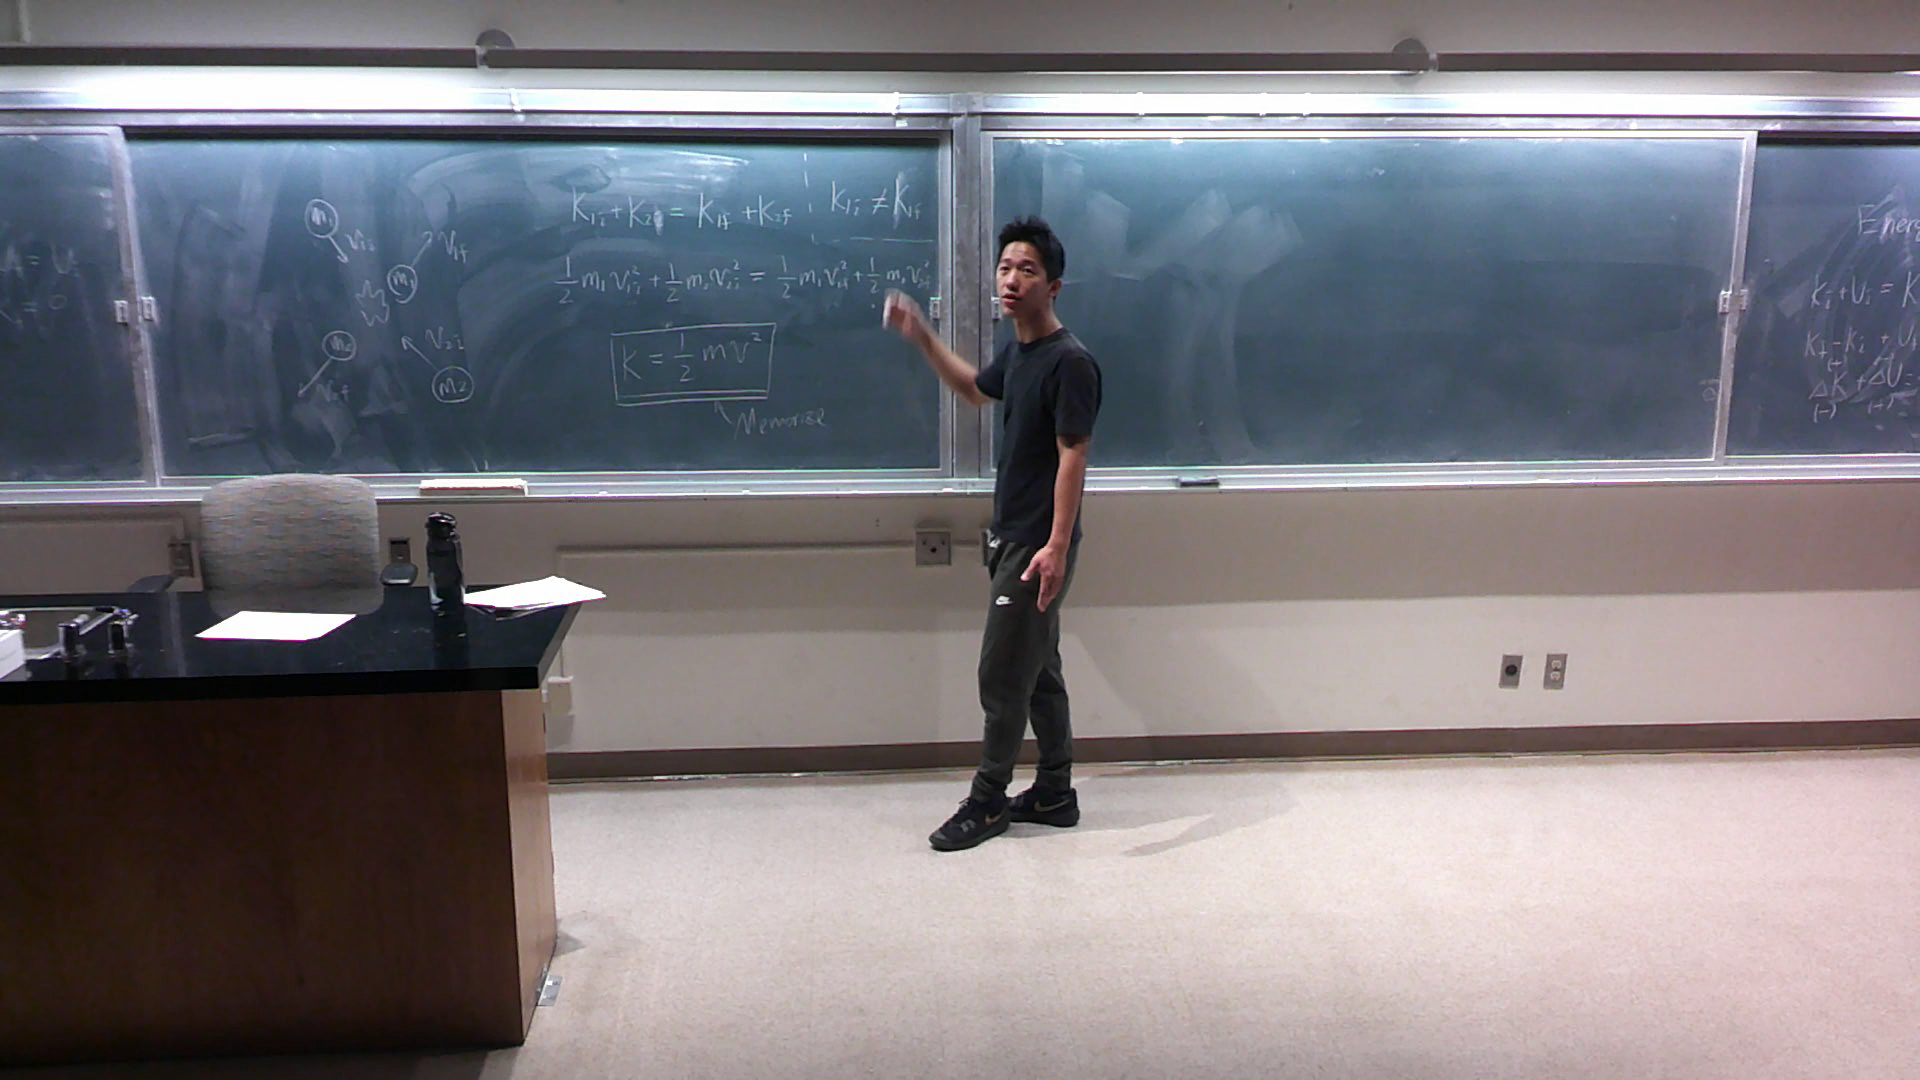 m₁
v₁ᵢ
v₁f
m₁
v₂ᵢ
v₂f
m₂
K₁ᵢ + K₂ᵢ = K₁f + K₂f
K₁ᵢ ≠ K₁f
½ m₁ v₁ᵢ² + ½ m₂ v₂ᵢ² = ½ m₁ v₁f² + ½ m₂ v₂f²
K = ½ mv²
Memorize
Kᵢ + Uᵢ = K
Kf - Kᵢ + U
ΔK + ΔU =
(-) (+)